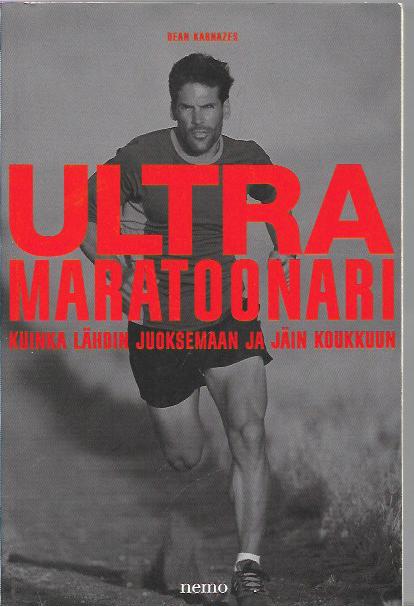 DEAN KARNAZES
ULTRA
MARATOONARI
KUINKA LÄHDIN JUOKSEMAAN JA JÄIN KOUKKUUN
nemo